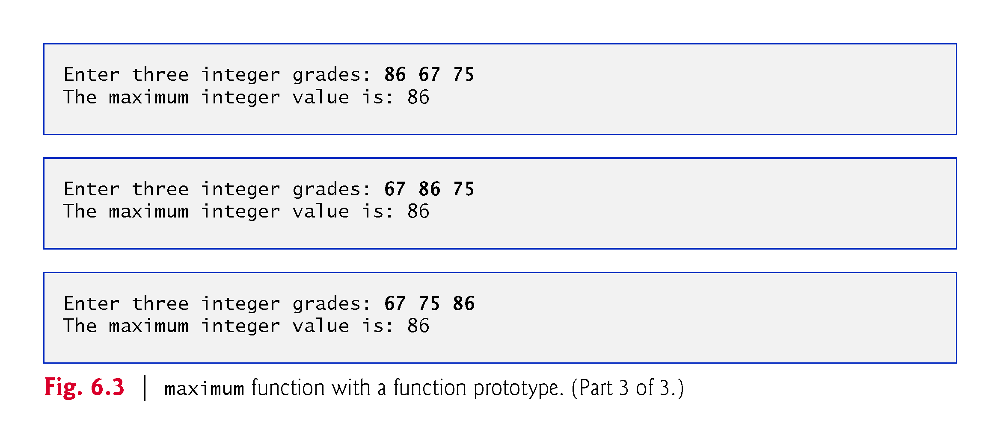 Enter three integer grades: 86 67 75
The maximum integer value is: 86
Enter three integer grades: 67 86 75
The maximum integer value is: 86
Enter three integer grades: 67 75 86
The maximum integer value is: 86
Fig. 6.3 | maximum function with a function prototype. (Part 3 of 3.)